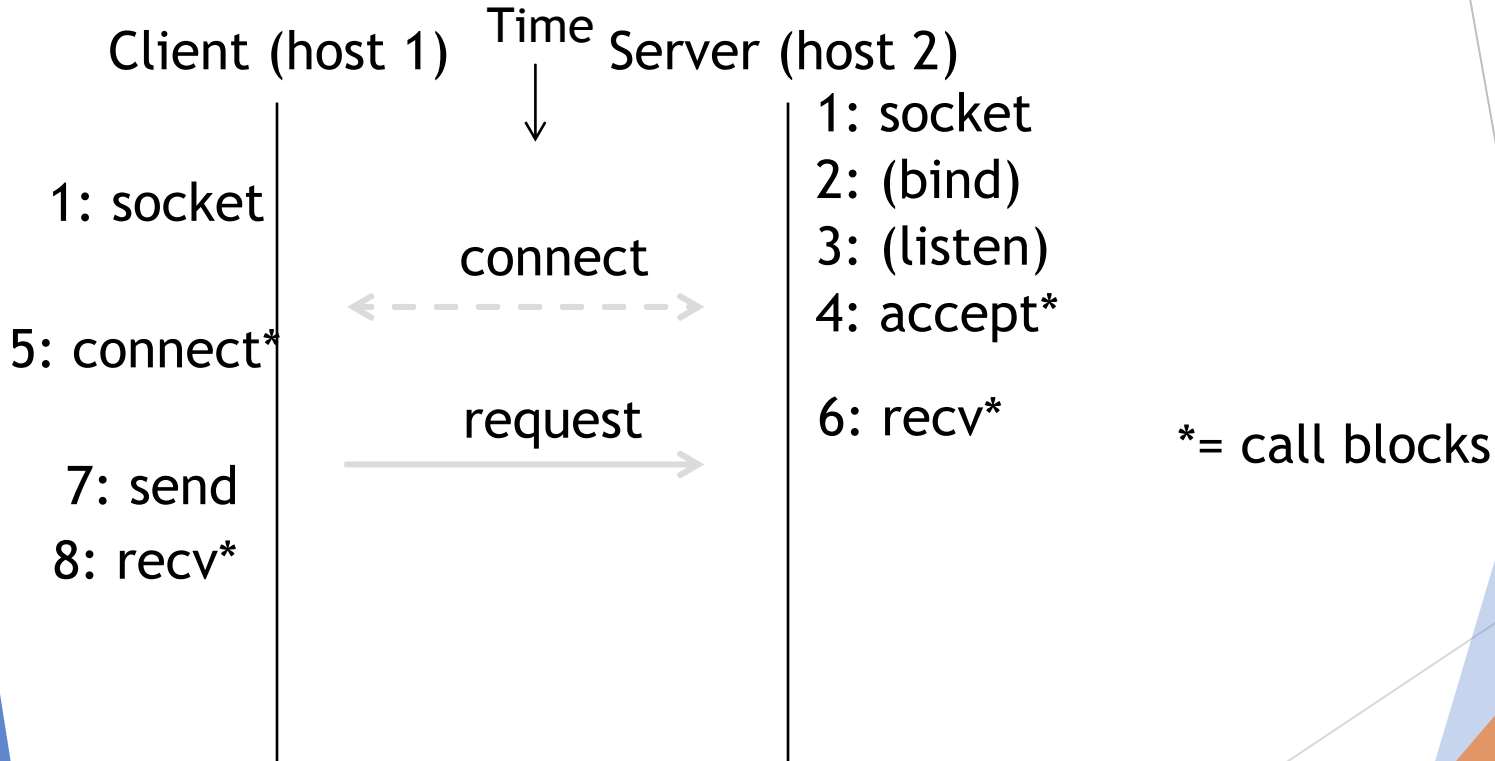 Time
Client (host 1)
Server (host 2)
1: socket
2: (bind)
1: socket
3: (listen)
connect
4: accept*
5: connect*
6: recv*
request
*= call blocks
7: send
8: recv*